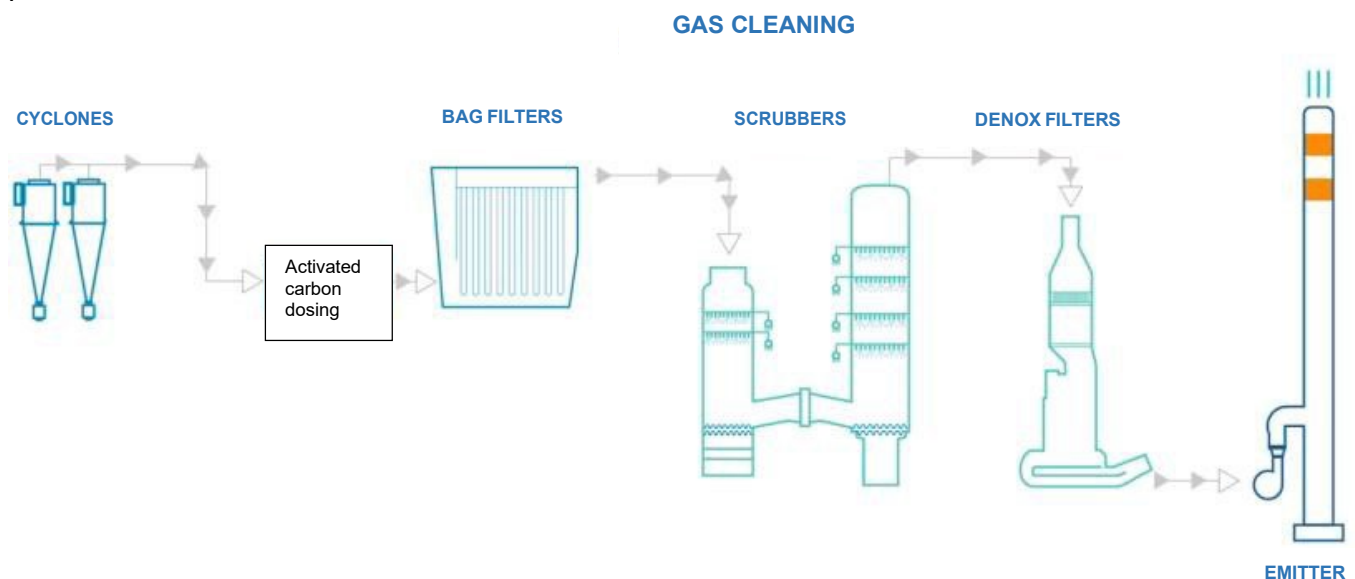 GAS CLEANING
CYCLONES
BAG FILTERS
SCRUBBERS
DENOX FILTERS
Activated
carbon
dosing
EMITTER